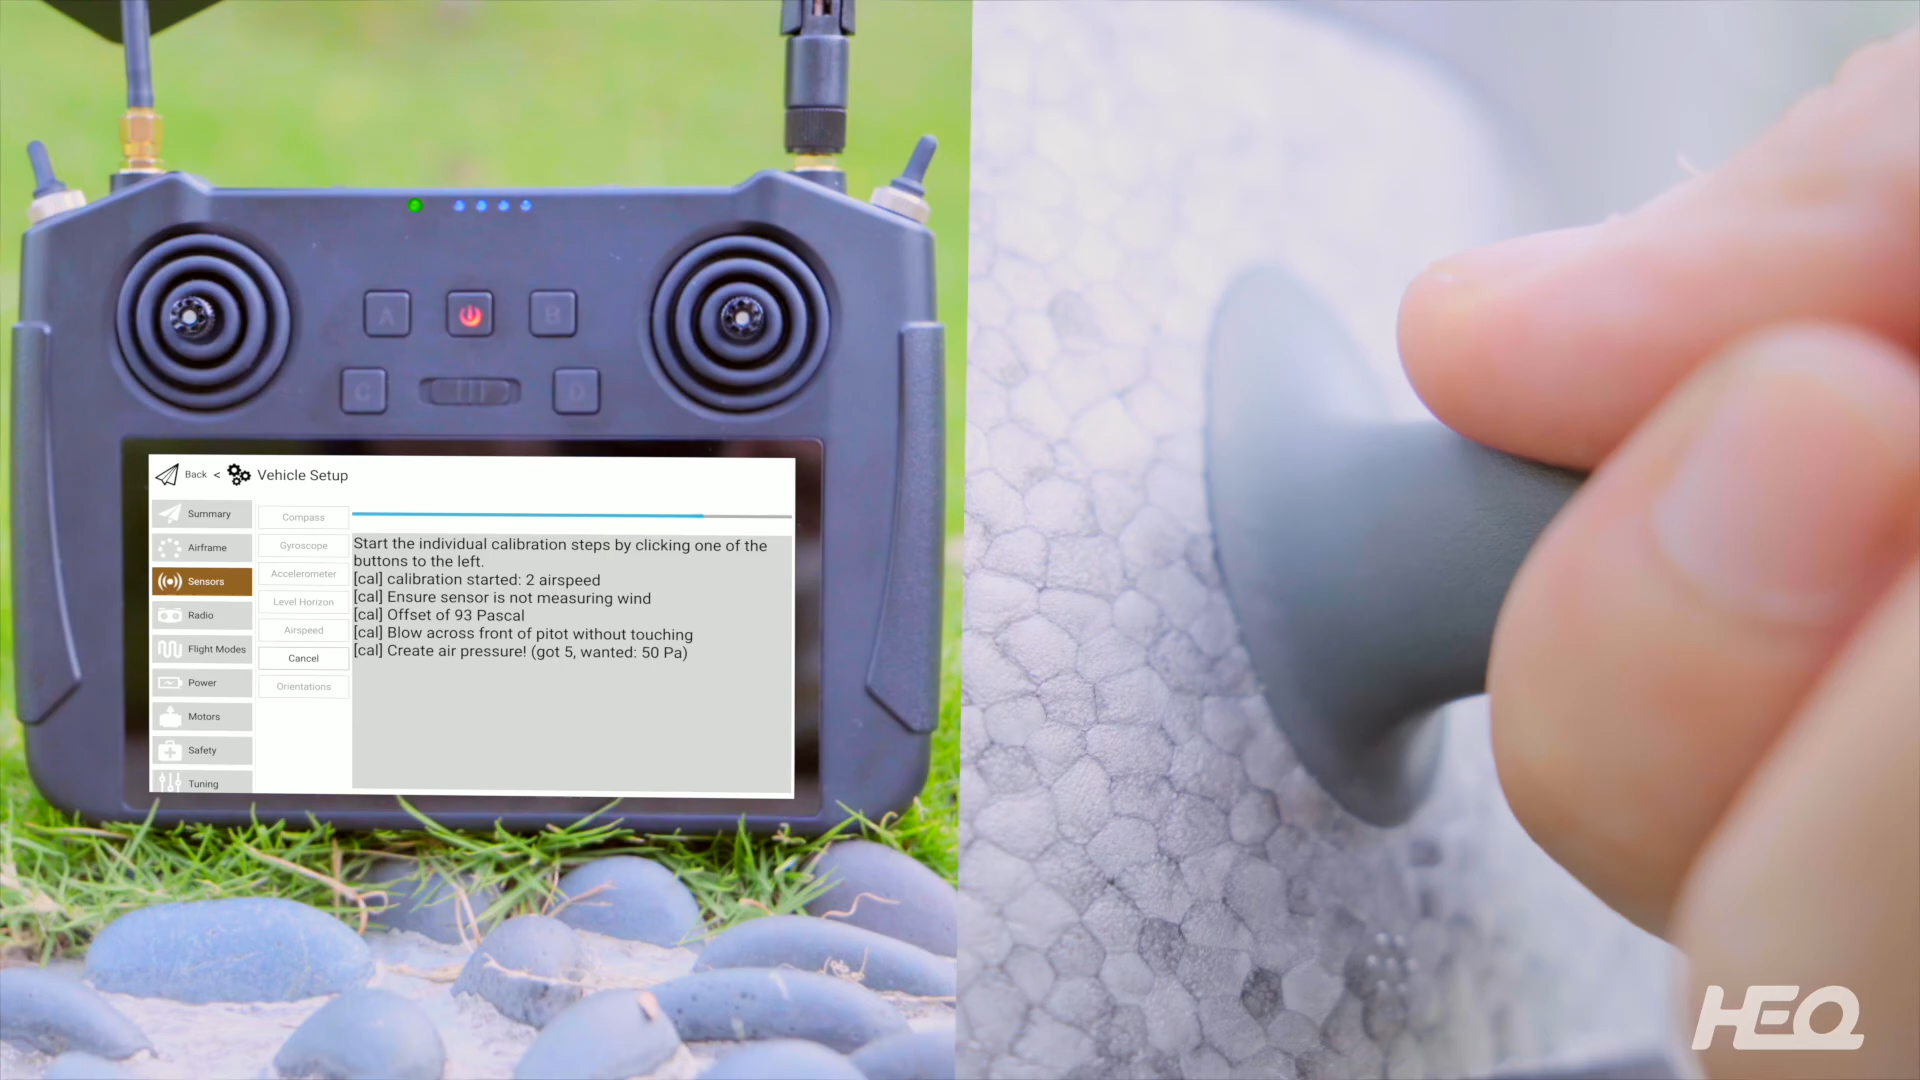 A
B
C
D
Back < Vehicle Setup
Summary
Airframe
Sensors
Radio
Flight Modes
Power
Motors
Safety
Tuning
Compass
Gyroscope
Accelerometer
Level Horizon
Airspeed
Cancel
Orientations
Start the individual calibration steps by clicking one of the
buttons to the left.
[cal] calibration started: 2 airspeed
[cal] Ensure sensor is not measuring wind
[cal] Offset of 93 Pascal
[cal] Blow across front of pitot without touching
[cal] Create air pressure! (got 5, wanted: 50 Pa)
HEQ